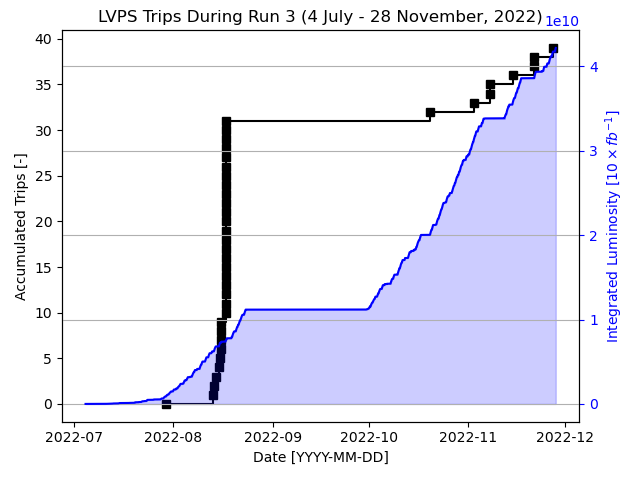 LVPS Trips During Run 3 (4 July - 28 November, 2022)
1e10
Accumulated Trips [-]
40
35
30
25
20
15
10
5
0
4
3
2
1
0
Integrated Luminosity [10 × fb⁻¹]
2022-07 2022-08 2022-09 2022-10 2022-11 2022-12
Date [YYYY-MM-DD]